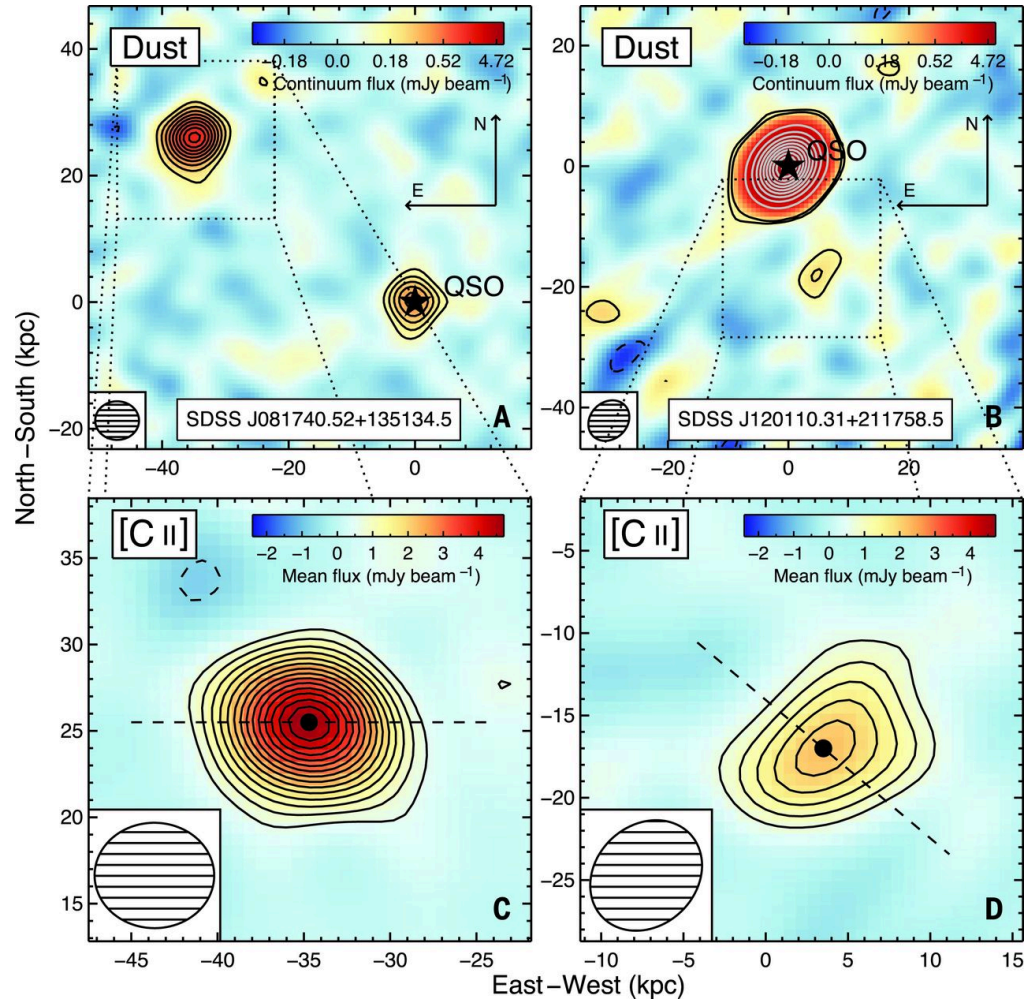 Dust
−0.18 0.0 0.18 0.52 4.72
Continuum flux (mJy beam⁻¹)
N
E
QSO
SDSS J081740.52+135134.5
A
40
20
0
−20
−40 −20 0
Dust
−0.18 0.0 0.18 0.52 4.72
Continuum flux (mJy beam⁻¹)
N
E
QSO
SDSS J120110.31+211758.5
B
20
0
−20
−40
−20 0 20
North−South (kpc)
[C II]
−2 −1 0 1 2 3 4
Mean flux (mJy beam⁻¹)
C
35
30
25
20
15
−45 −40 −35 −30 −25
[C II]
−2 −1 0 1 2 3 4
Mean flux (mJy beam⁻¹)
D
−5
−10
−15
−20
−25
−10 −5 0 5 10 15
East−West (kpc)